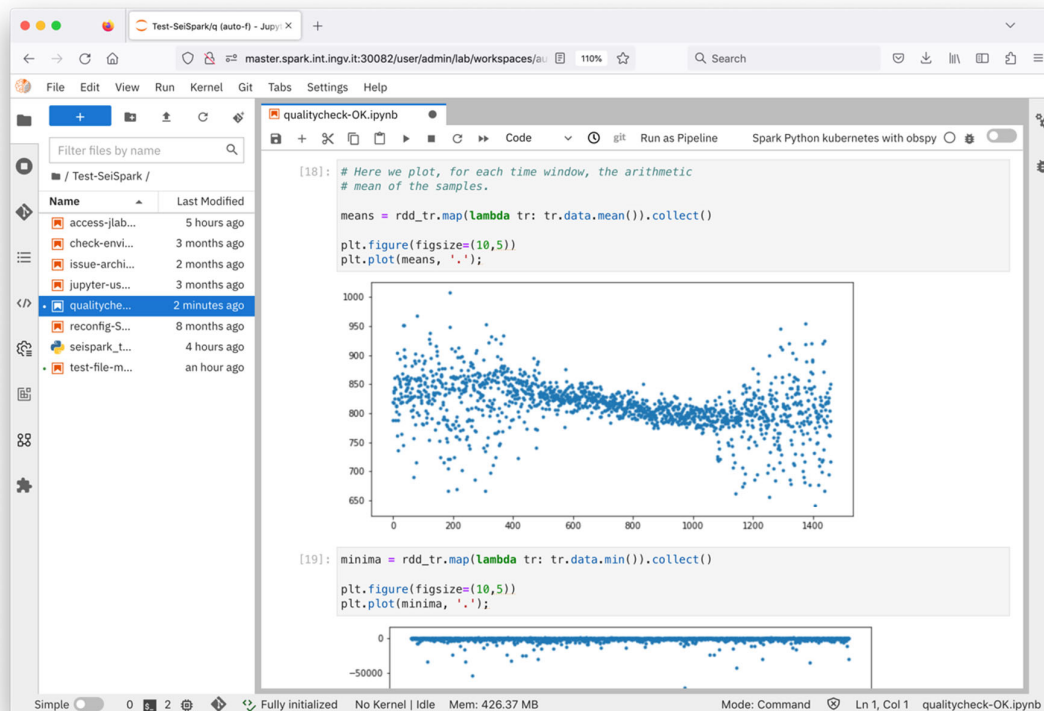 Test-SeiSpark/q (auto-f) - Jupy
master.spark.int.ingv.it:30082/user/admin/lab/workspaces/au
110%
Search
File Edit View Run Kernel Git Tabs Settings Help
qualitycheck-OK.ipynb
Code
git
Run as Pipeline
Spark Python kubernetes with obspy
Filter files by name
/ Test-SeiSpark /
Name Last Modified
access-jlab... 5 hours ago
check-envi... 3 months ago
issue-archi... 2 months ago
jupyter-us... 3 months ago
qualityche... 2 minutes ago
reconfig-S... 8 months ago
seispark_t... 4 hours ago
test-file-m... an hour ago
[18]: # Here we plot, for each time window, the arithmetic
# mean of the samples.
means = rdd_tr.map(lambda tr: tr.data.mean()).collect()
plt.figure(figsize=(10,5))
plt.plot(means, '.');
1000
950
900
850
800
750
700
650
0 200 400 600 800 1000 1200 1400
[19]: minima = rdd_tr.map(lambda tr: tr.data.min()).collect()
plt.figure(figsize=(10,5))
plt.plot(minima, '.');
0
−50000
Simple 0 2 Fully initialized No Kernel | Idle Mem: 426.37 MB Mode: Command Ln 1, Col 1 qualitycheck-OK.ipynb